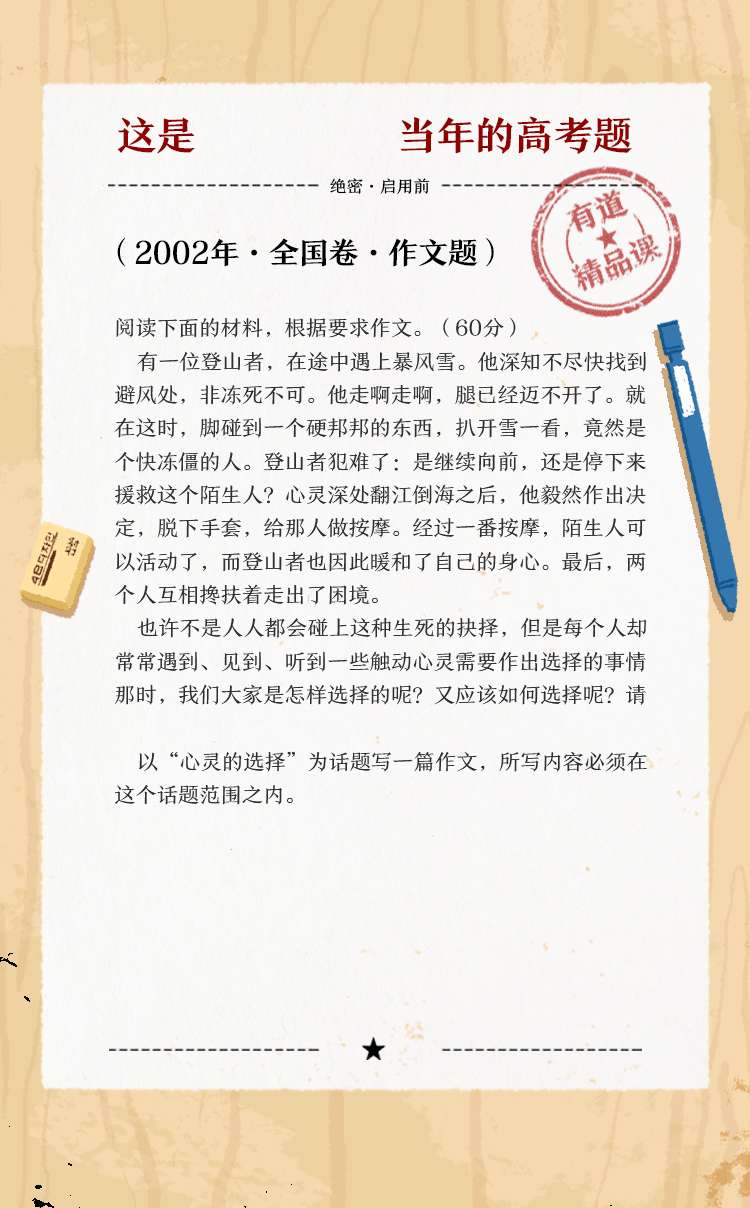 这是 当年的高考题
绝密·启用前
有道
精品课
（2002年·全国卷·作文题）
阅读下面的材料，根据要求作文。（60分）
有一位登山者，在途中遇上暴风雪。他深知不尽快找到
避风处，非冻死不可。他走啊走啊，腿已经迈不开了。就
在这时，脚碰到一个硬邦邦的东西，扒开雪一看，竟然是
个快冻僵的人。登山者犯难了：是继续向前，还是停下来
援救这个陌生人？心灵深处翻江倒海之后，他毅然作出决
定，脱下手套，给那人做按摩。经过一番按摩，陌生人可
以活动了，而登山者也因此暖和了自己的身心。最后，两
个人互相搀扶着走出了困境。
也许不是人人都会碰上这种生死的抉择，但是每个人却
常常遇到、见到、听到一些触动心灵需要作出选择的事情
那时，我们大家是怎样选择的呢？又应该如何选择呢？请
以“心灵的选择”为话题写一篇作文，所写内容必须在
这个话题范围之内。